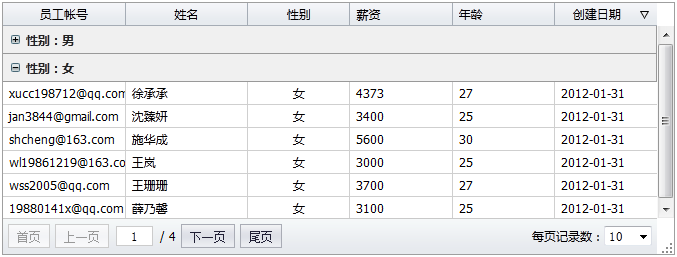 员工帐号 姓名 性别 薪资 年龄 创建日期
性别：男
性别：女
xucc198712@qq.com 徐承承 女 4373 27 2012-01-31
jan3844@gmail.com 沈臻妍 女 3400 25 2012-01-31
shcheng@163.com 施华成 女 5600 30 2012-01-31
wl19861219@163.co 王岚 女 3000 25 2012-01-31
wss2005@qq.com 王珊珊 女 3700 27 2012-01-31
19880141x@qq.com 薛乃馨 女 3100 25 2012-01-31
首页 上一页 1 / 4 下一页 尾页 每页记录数：10